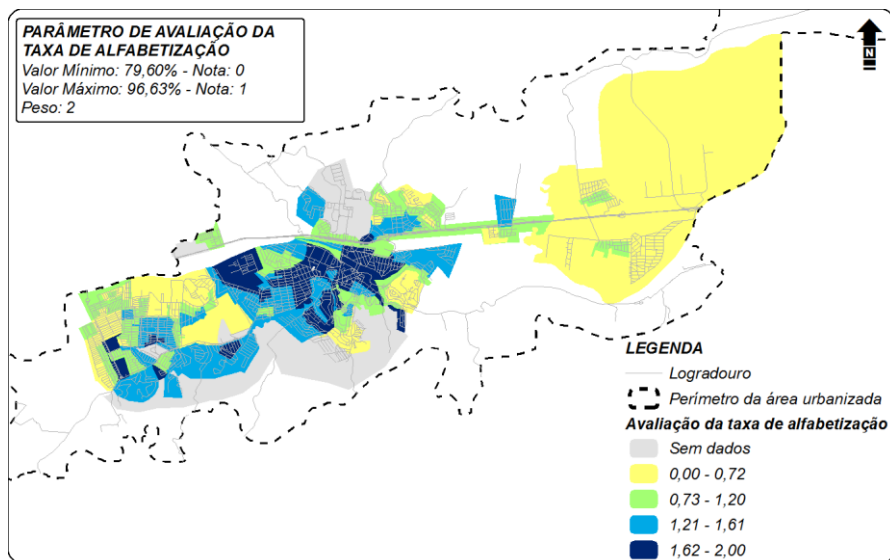 PARÂMETRO DE AVALIAÇÃO DA
TAXA DE ALFABETIZAÇÃO
Valor Mínimo: 79,60% - Nota: 0
Valor Máximo: 96,63% - Nota: 1
Peso: 2
N
LEGENDA
Logradouro
Perímetro da área urbanizada
Avaliação da taxa de alfabetização
Sem dados
0,00 - 0,72
0,73 - 1,20
1,21 - 1,61
1,62 - 2,00